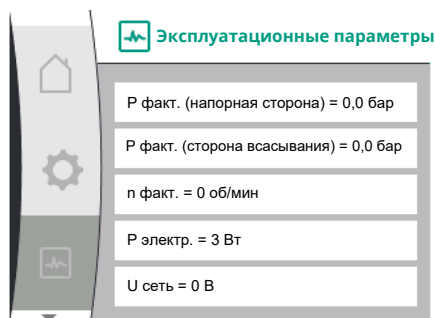 Эксплуатационные параметры
P факт. (напорная сторона) = 0,0 бар
P факт. (сторона всасывания) = 0,0 бар
n факт. = 0 об/мин
P электр. = 3 Вт
U сеть = 0 В